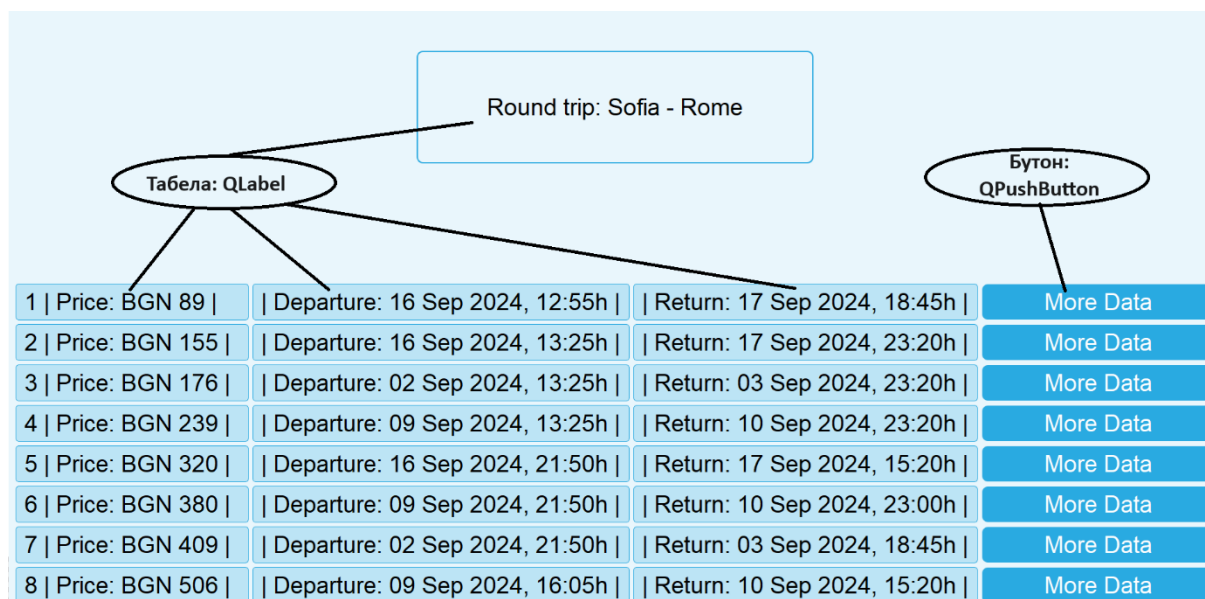 Round trip: Sofia - Rome
Табела: QLabel
Бутон:
QPushButton
1 | Price: BGN 89 | | Departure: 16 Sep 2024, 12:55h | | Return: 17 Sep 2024, 18:45h | More Data
2 | Price: BGN 155 | | Departure: 16 Sep 2024, 13:25h | | Return: 17 Sep 2024, 23:20h | More Data
3 | Price: BGN 176 | | Departure: 02 Sep 2024, 13:25h | | Return: 03 Sep 2024, 23:20h | More Data
4 | Price: BGN 239 | | Departure: 09 Sep 2024, 13:25h | | Return: 10 Sep 2024, 23:20h | More Data
5 | Price: BGN 320 | | Departure: 16 Sep 2024, 21:50h | | Return: 17 Sep 2024, 15:20h | More Data
6 | Price: BGN 380 | | Departure: 09 Sep 2024, 21:50h | | Return: 10 Sep 2024, 23:00h | More Data
7 | Price: BGN 409 | | Departure: 02 Sep 2024, 21:50h | | Return: 03 Sep 2024, 18:45h | More Data
8 | Price: BGN 506 | | Departure: 09 Sep 2024, 16:05h | | Return: 10 Sep 2024, 15:20h | More Data